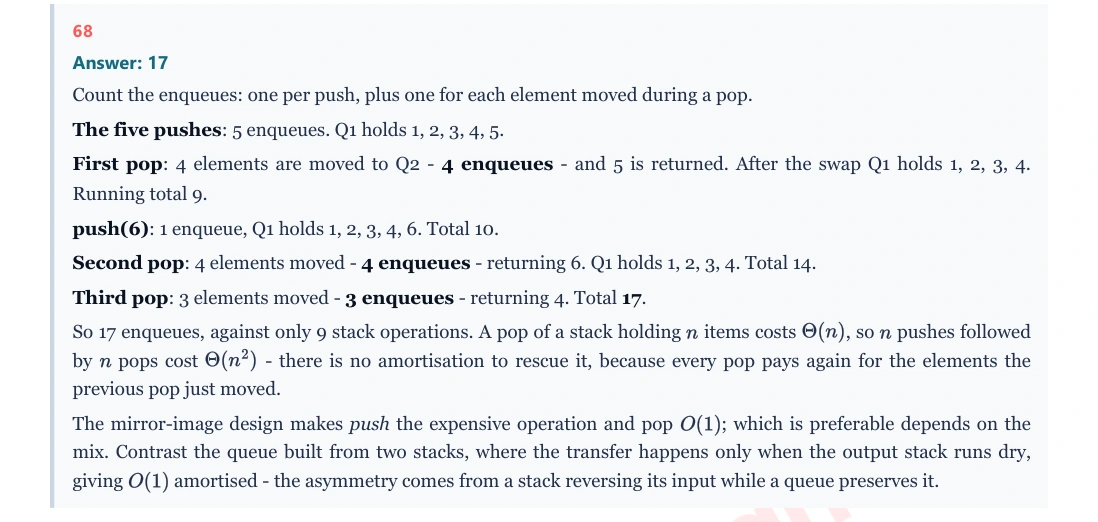 68
Answer: 17
Count the enqueues: one per push, plus one for each element moved during a pop.
The five pushes: 5 enqueues. Q1 holds 1, 2, 3, 4, 5.
First pop: 4 elements are moved to Q2 - 4 enqueues - and 5 is returned. After the swap Q1 holds 1, 2, 3, 4.
Running total 9.
push(6): 1 enqueue, Q1 holds 1, 2, 3, 4, 6. Total 10.
Second pop: 4 elements moved - 4 enqueues - returning 6. Q1 holds 1, 2, 3, 4. Total 14.
Third pop: 3 elements moved - 3 enqueues - returning 4. Total 17.
So 17 enqueues, against only 9 stack operations. A pop of a stack holding n items costs Θ(n), so n pushes followed
by n pops cost Θ(n²) - there is no amortisation to rescue it, because every pop pays again for the elements the
previous pop just moved.
The mirror-image design makes push the expensive operation and pop O(1); which is preferable depends on the
mix. Contrast the queue built from two stacks, where the transfer happens only when the output stack runs dry,
giving O(1) amortised - the asymmetry comes from a stack reversing its input while a queue preserves it.